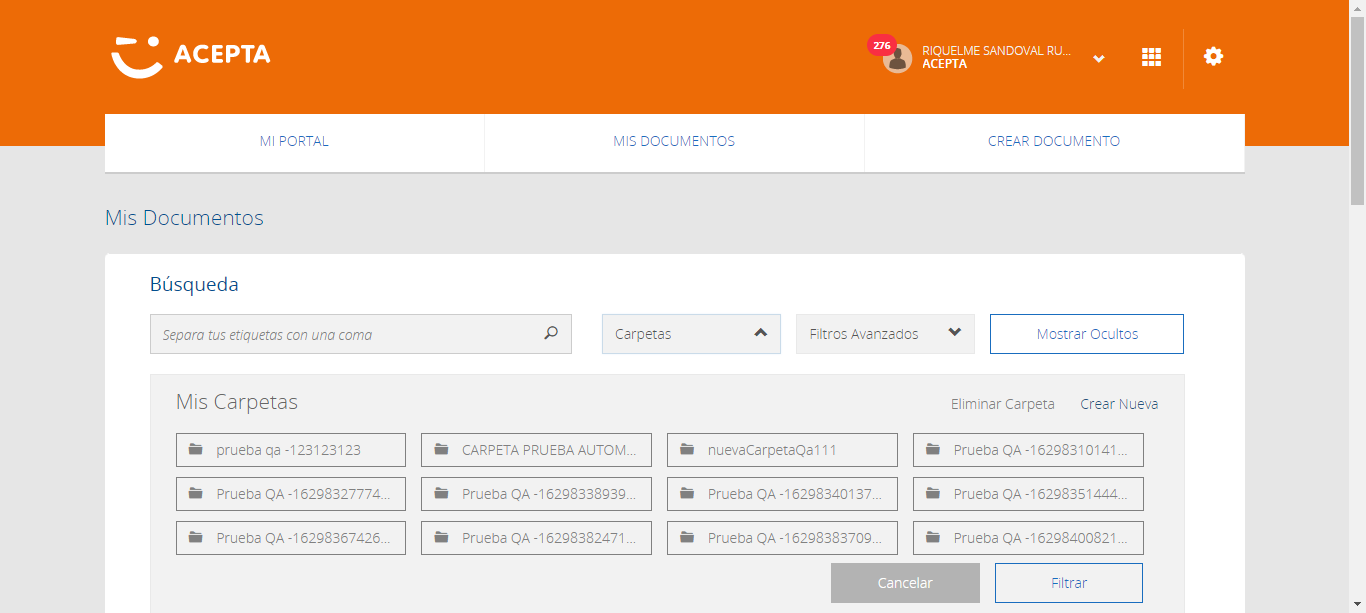 ACEPTA
276
RIQUELME SANDOVAL RU...
ACEPTA
MI PORTAL
MIS DOCUMENTOS
CREAR DOCUMENTO
Mis Documentos
Búsqueda
Separa tus etiquetas con una coma
Carpetas
Filtros Avanzados
Mostrar Ocultos
Mis Carpetas
Eliminar Carpeta
Crear Nueva
prueba qa -123123123
CARPETA PRUEBA AUTOM...
nuevaCarpetaQa111
Prueba QA -16298310141...
Prueba QA -16298327774...
Prueba QA -16298338939...
Prueba QA -16298340137...
Prueba QA -16298351444...
Prueba QA -16298367426...
Prueba QA -16298382471...
Prueba QA -16298383709...
Prueba QA -16298400821...
Cancelar
Filtrar